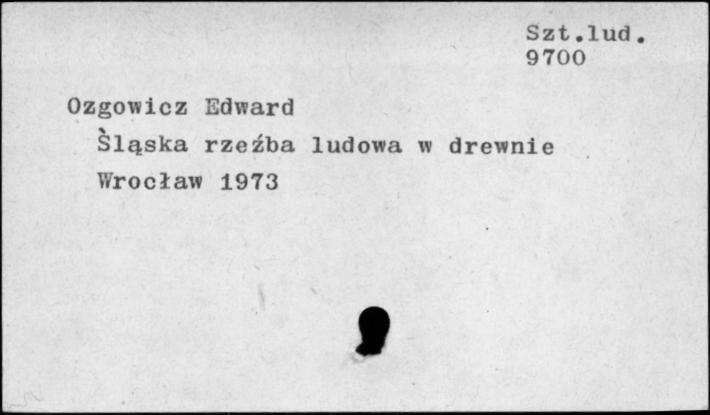 Szt.lud.
9700
Ozgowicz Edward
Śląska rzeźba ludowa w drewnie
Wrocław 1973